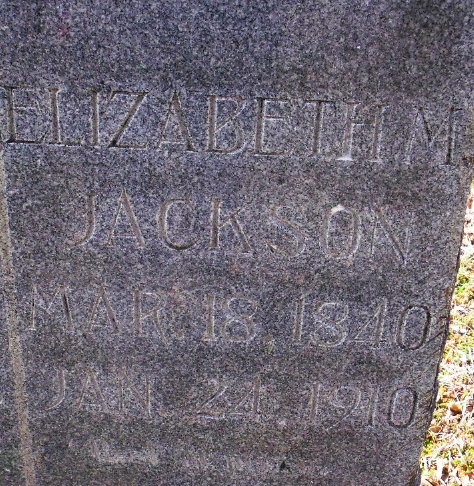 ELIZABETH M.
JACKSON
MAR. 18, 1840
JAN. 24, 1910